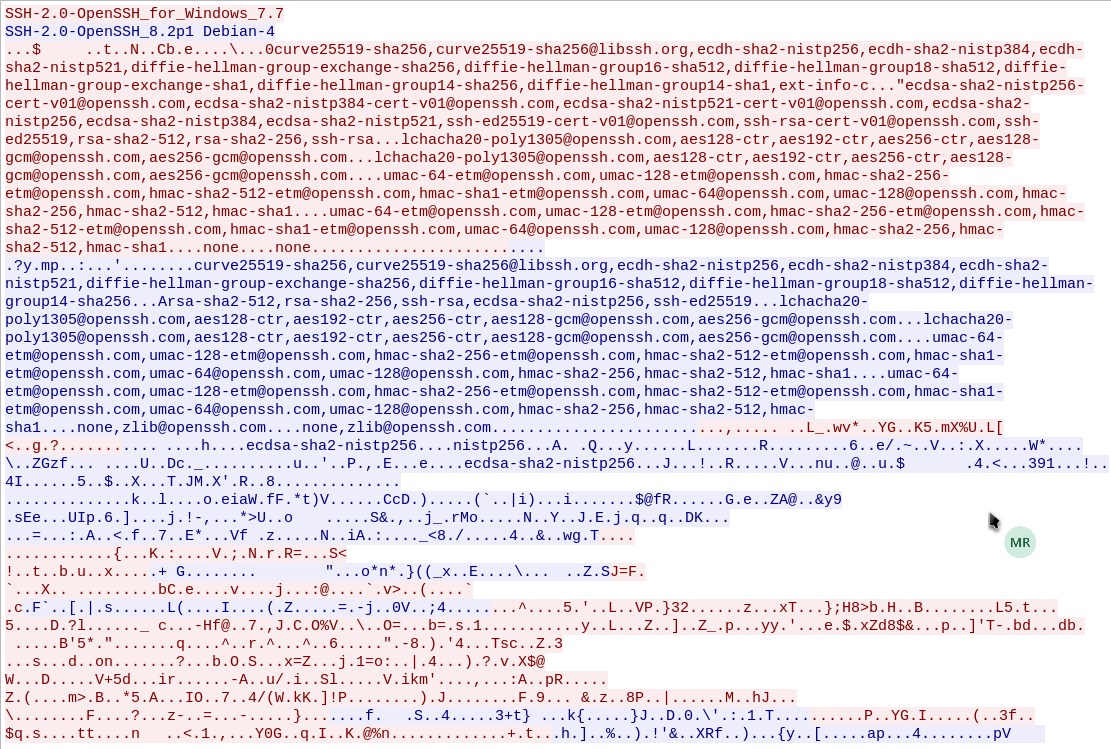 SSH-2.0-OpenSSH_for_Windows_7.7
SSH-2.0-OpenSSH_8.2p1 Debian-4
...$     ..t..N..Cb.e....\...0curve25519-sha256,curve25519-sha256@libssh.org,ecdh-sha2-nistp256,ecdh-sha2-nistp384,ecdh-
sha2-nistp521,diffie-hellman-group-exchange-sha256,diffie-hellman-group16-sha512,diffie-hellman-group18-sha512,diffie-
hellman-group-exchange-sha1,diffie-hellman-group14-sha256,diffie-hellman-group14-sha1,ext-info-c..."ecdsa-sha2-nistp256-
cert-v01@openssh.com,ecdsa-sha2-nistp384-cert-v01@openssh.com,ecdsa-sha2-nistp521-cert-v01@openssh.com,ecdsa-sha2-
nistp256,ecdsa-sha2-nistp384,ecdsa-sha2-nistp521,ssh-ed25519-cert-v01@openssh.com,ssh-rsa-cert-v01@openssh.com,ssh-
ed25519,rsa-sha2-512,rsa-sha2-256,ssh-rsa...lchacha20-poly1305@openssh.com,aes128-ctr,aes192-ctr,aes256-ctr,aes128-
gcm@openssh.com,aes256-gcm@openssh.com...lchacha20-poly1305@openssh.com,aes128-ctr,aes192-ctr,aes256-ctr,aes128-
gcm@openssh.com,aes256-gcm@openssh.com....umac-64-etm@openssh.com,umac-128-etm@openssh.com,hmac-sha2-256-
etm@openssh.com,hmac-sha2-512-etm@openssh.com,hmac-sha1-etm@openssh.com,umac-64@openssh.com,umac-128@openssh.com,hmac-
sha2-256,hmac-sha2-512,hmac-sha1....umac-64-etm@openssh.com,umac-128-etm@openssh.com,hmac-sha2-256-etm@openssh.com,hmac-
sha2-512-etm@openssh.com,hmac-sha1-etm@openssh.com,umac-64@openssh.com,umac-128@openssh.com,hmac-sha2-256,hmac-
sha2-512,hmac-sha1....none....none..........................
.?y.mp..:...'........curve25519-sha256,curve25519-sha256@libssh.org,ecdh-sha2-nistp256,ecdh-sha2-nistp384,ecdh-sha2-
nistp521,diffie-hellman-group-exchange-sha256,diffie-hellman-group16-sha512,diffie-hellman-group18-sha512,diffie-hellman-
group14-sha256...Arsa-sha2-512,rsa-sha2-256,ssh-rsa,ecdsa-sha2-nistp256,ssh-ed25519...lchacha20-
poly1305@openssh.com,aes128-ctr,aes192-ctr,aes256-ctr,aes128-gcm@openssh.com,aes256-gcm@openssh.com...lchacha20-
poly1305@openssh.com,aes128-ctr,aes192-ctr,aes256-ctr,aes128-gcm@openssh.com,aes256-gcm@openssh.com....umac-64-
etm@openssh.com,umac-128-etm@openssh.com,hmac-sha2-256-etm@openssh.com,hmac-sha2-512-etm@openssh.com,hmac-sha1-
etm@openssh.com,umac-64@openssh.com,umac-128@openssh.com,hmac-sha2-256,hmac-sha2-512,hmac-sha1....umac-64-
etm@openssh.com,umac-128-etm@openssh.com,hmac-sha2-256-etm@openssh.com,hmac-sha2-512-etm@openssh.com,hmac-sha1-
etm@openssh.com,umac-64@openssh.com,umac-128@openssh.com,hmac-sha2-256,hmac-sha2-512,hmac-
sha1....none,zlib@openssh.com....none,zlib@openssh.com.............................,..... ..L_.wv*..YG..K5.mX%U.L[
<..g.?....... .... ....h....ecdsa-sha2-nistp256....nistp256...A. .Q...y......L.......R.........6..e/.~..V..:.X.....W*....
\..ZGzf... ....U..Dc._..........u..'..P.,.E...e....ecdsa-sha2-nistp256...J...!..R.....V...nu..@..u.$       .4.<...391...!..
4I......5..$..X...T.JM.X'.R..8..............
..............k..l....o.eiaW.fF.*t)V......CcD.).....(`..|i)...i.......$@fR......G.e..ZA@..&y9
.sEe...UIp.6.]....j.!-,...*>U..o    .....S&.,..j_.rMo.....N..Y..J.E.j.q..q..DK...
...=...:.A..<.f..7..E*...Vf .z.....N..iA.:...._<8./.....4..&..wg.T....
............{...K.:....V.;.N.r.R=...S<
!..t..b.u..x.....+ G........        "...o*n*.}((_x..E....\...  ..Z.SJ=F.
`...X.. .........bC.e....v....j...:@....`.v>..(....`
.c.F`..[.|.s......L(....I....(.Z.....=.-j..0V..;4........^....5.'..L..VP.}32......z...xT...};H8>b.H..B........L5.t...
5....D.?l......_ c...-Hf@..7.,J.C.O%V..\..O=...b=.s.1...........y..L...Z..]..Z_.p...yy.'...e.$.xZd8$&...p..]'T-.bd...db.
 .....B'5*.".......q....^..r.^...^..6.....".-8.).'4...Tsc..Z.3
...s...d..on.......?...b.O.S...x=Z...j.1=o:..|.4...).?.v.X$@
W...D.....V+5d...ir......-A..u/.i..Sl.....V.ikm'....,...:A..pR.....
Z.(....m>.B..*5.A...IO..7..4/(W.kK.]!P........).J........F.9... &.z..8P..|......M..hJ...
\........F....?...z-..=...-.....}.......f.   .S..4.....3+t} ...k{.....}J..D.0.\'.:.1.T...........P..YG.I.....(..3f..
$q.s....tt....n   ..<.1.,...Y0G..q.I..K.@%n.............+.t...h.]..%..).!'&..XRf..)...{y..[.....ap...4........pV
MR